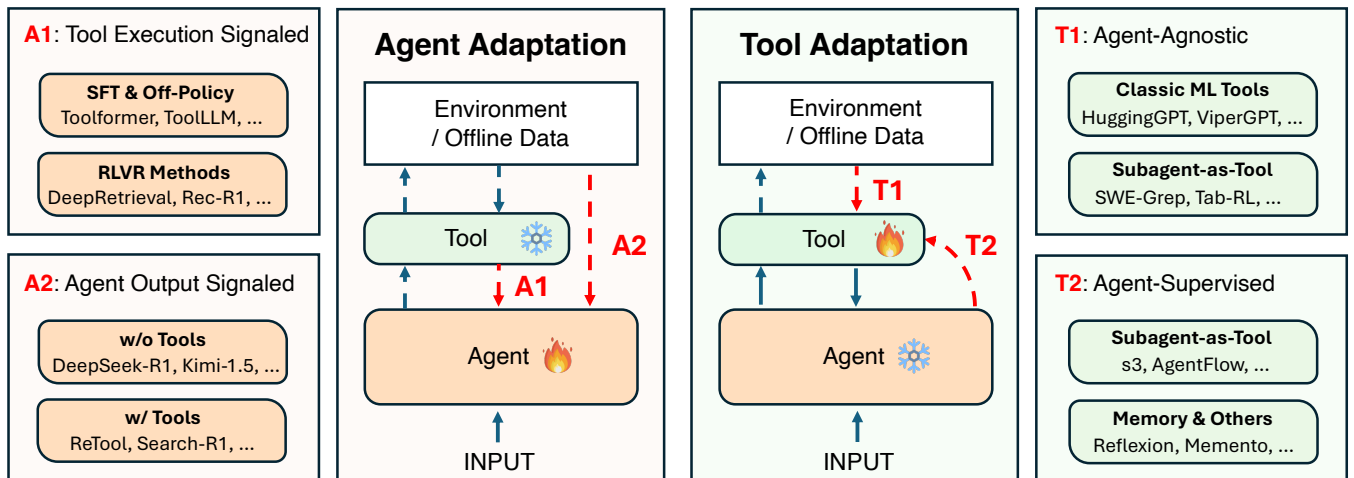 A1: Tool Execution Signaled
SFT & Off-Policy
Toolformer, ToolLLM, ...
RLVR Methods
DeepRetrieval, Rec-R1, ...
A2: Agent Output Signaled
w/o Tools
DeepSeek-R1, Kimi-1.5, ...
w/ Tools
ReTool, Search-R1, ...
Agent Adaptation
Environment
/ Offline Data
Tool
A2
A1
Agent
INPUT
Tool Adaptation
Environment
/ Offline Data
T1
Tool
T2
Agent
INPUT
T1: Agent-Agnostic
Classic ML Tools
HuggingGPT, ViperGPT, ...
Subagent-as-Tool
SWE-Grep, Tab-RL, ...
T2: Agent-Supervised
Subagent-as-Tool
s3, AgentFlow, ...
Memory & Others
Reflexion, Memento, ...